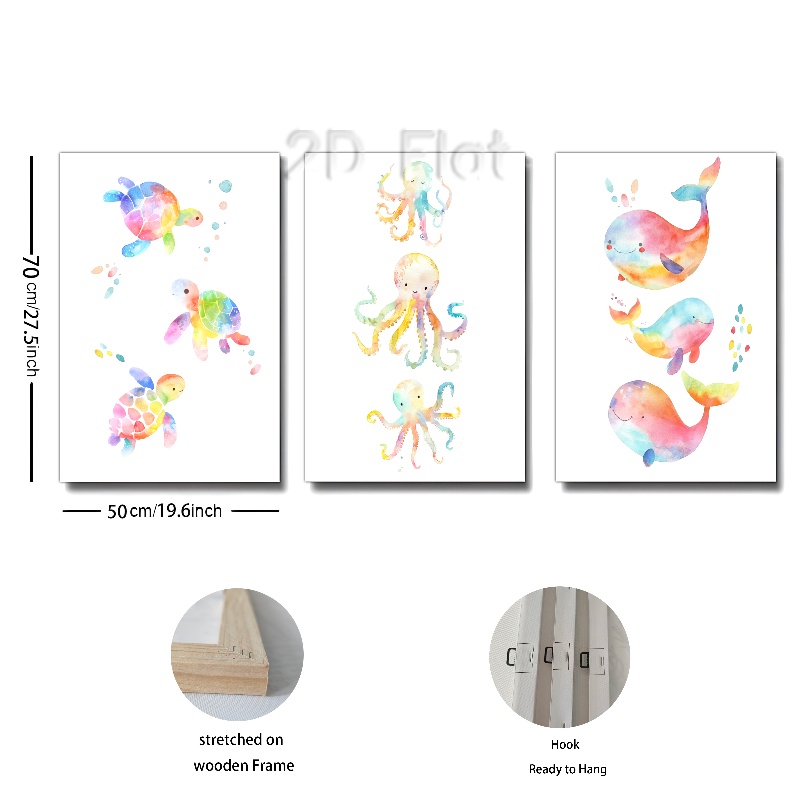 2D Flat
70 cm/27.5inch
50 cm/19.6inch
stretched on
wooden Frame
Hook
Ready to Hang